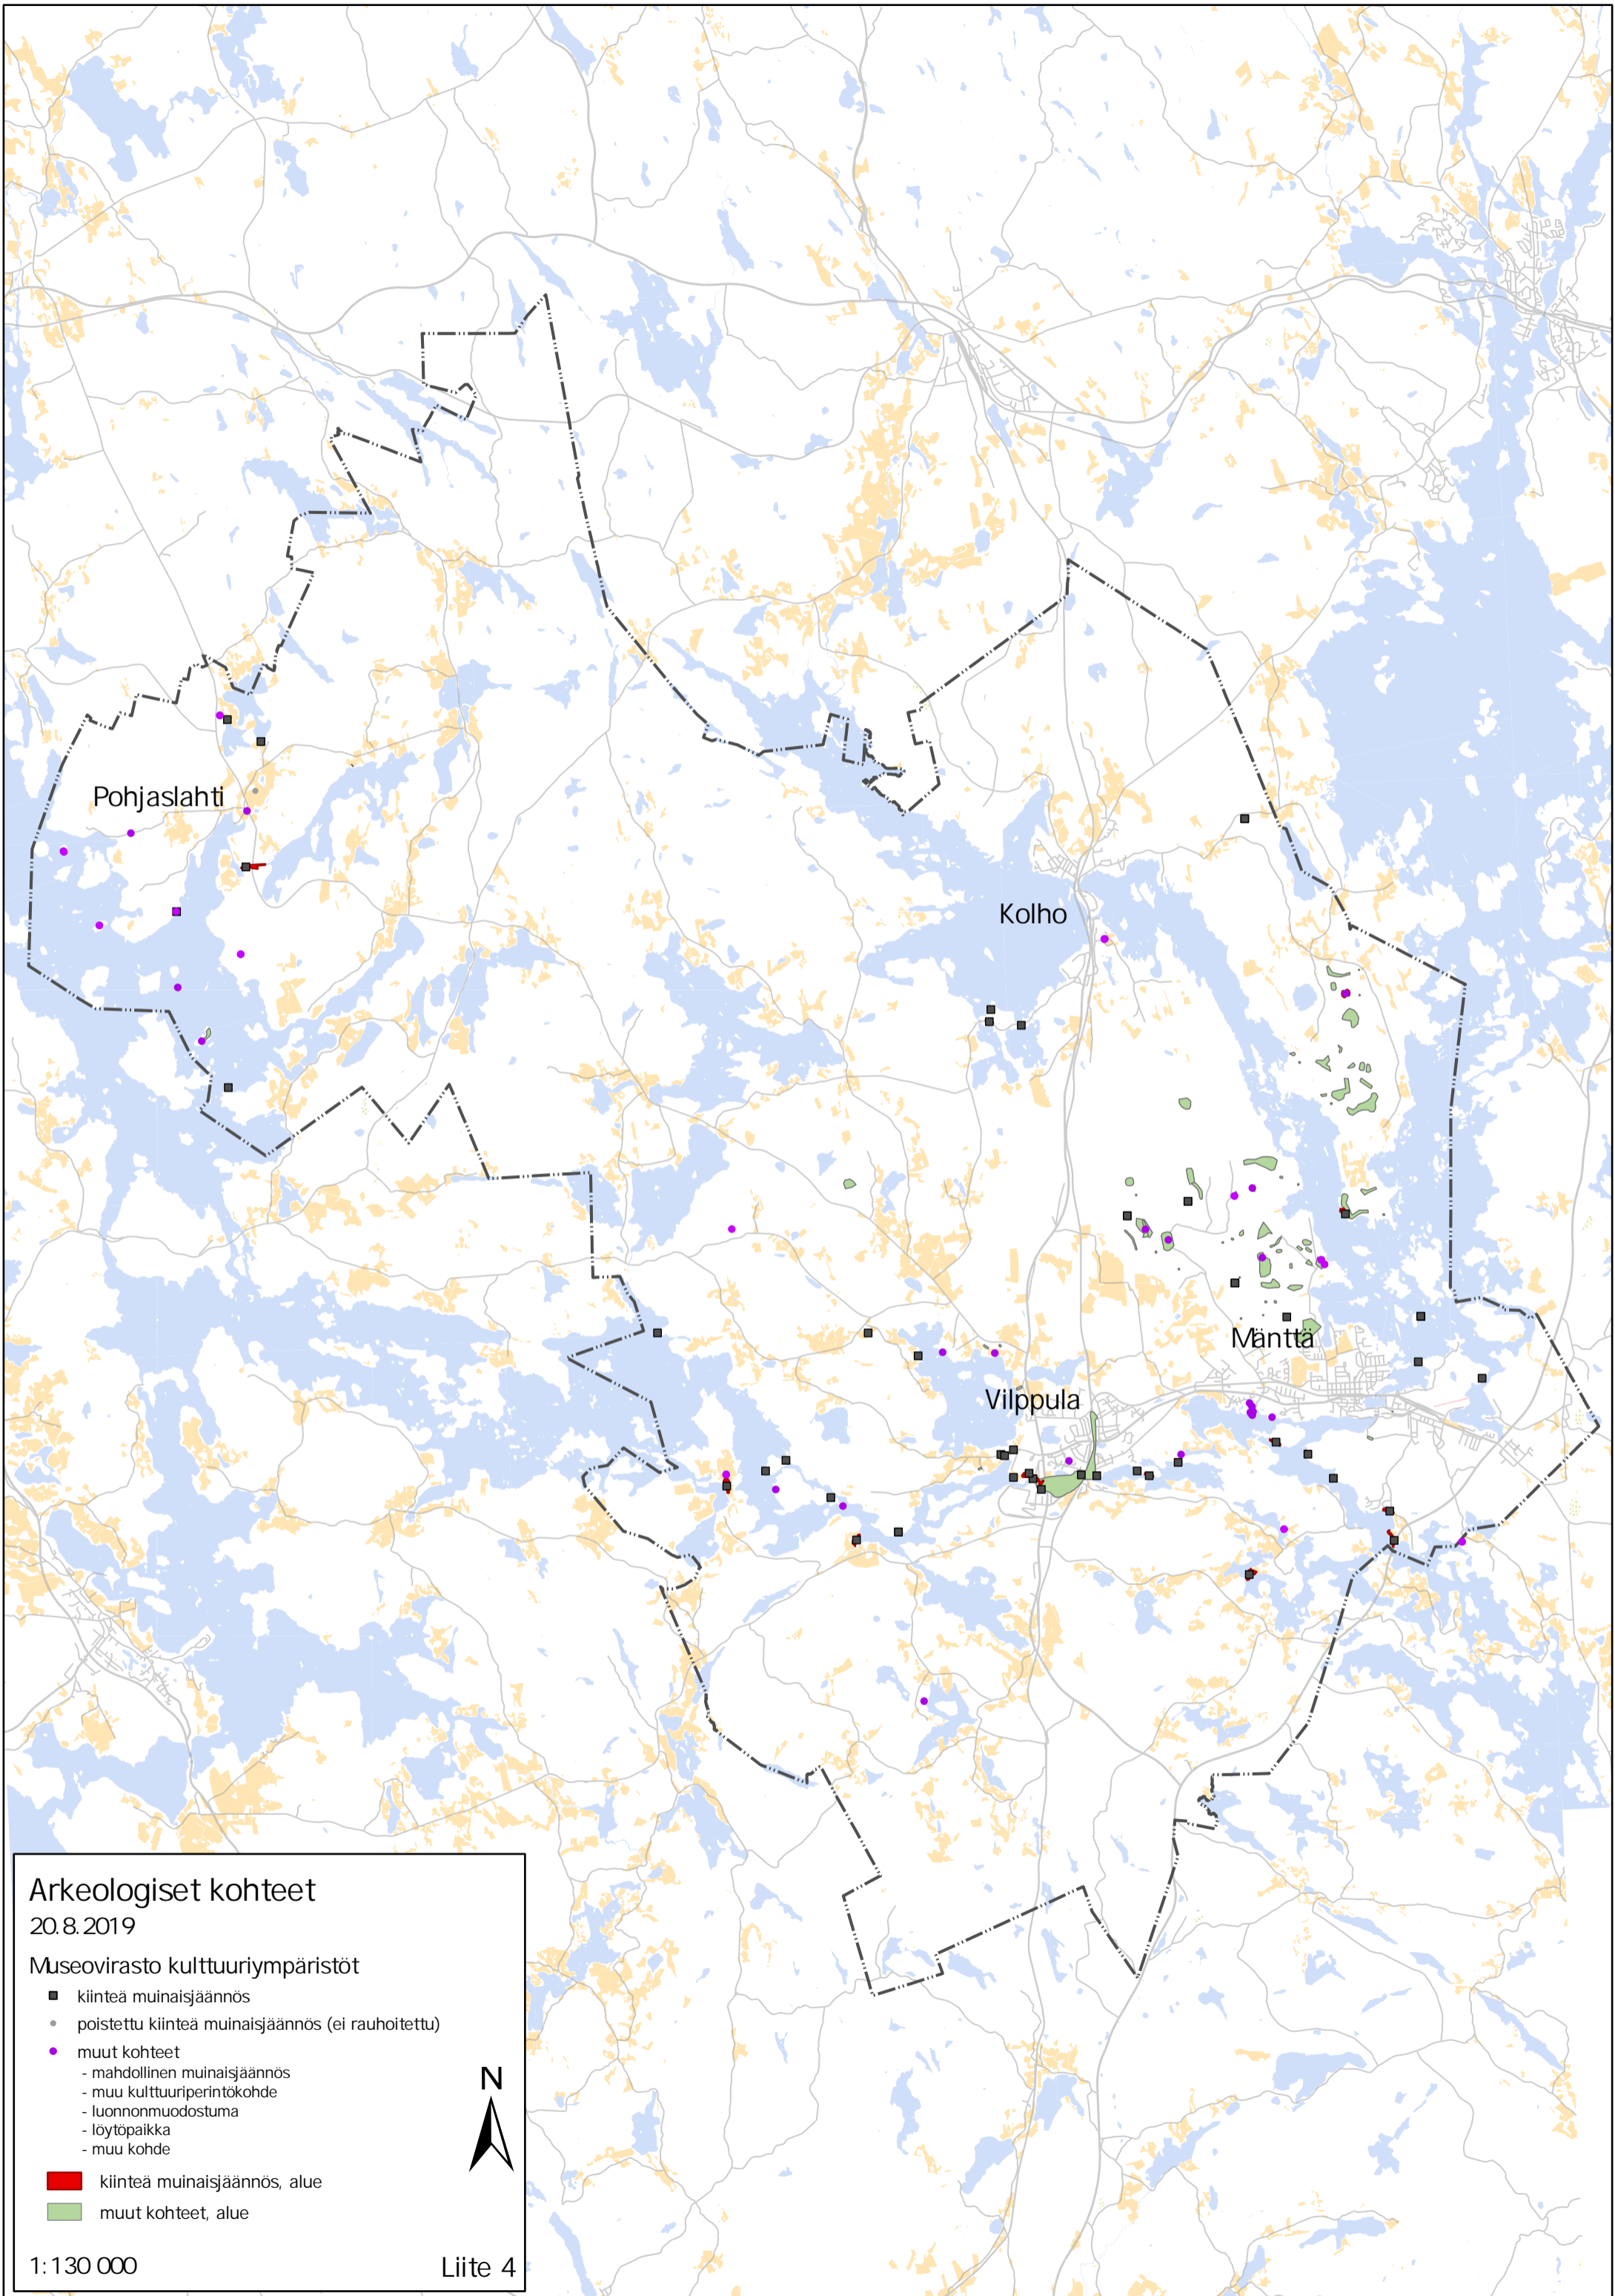 Pohjaslahti
Kolho
Mänttä
Vilppula
Arkeologiset kohteet
20.8.2019
Museovirasto kulttuuriympäristöt
kiinteä muinaisjäännös
poistettu kiinteä muinaisjäännös (ei rauhoitettu)
muut kohteet
- mahdollinen muinaisjäännös
- muu kulttuuriperintökohde
- luonnonmuodostuma
- löytöpaikka
- muu kohde
N
kiinteä muinaisjäännös, alue
muut kohteet, alue
1:130 000
Liite 4